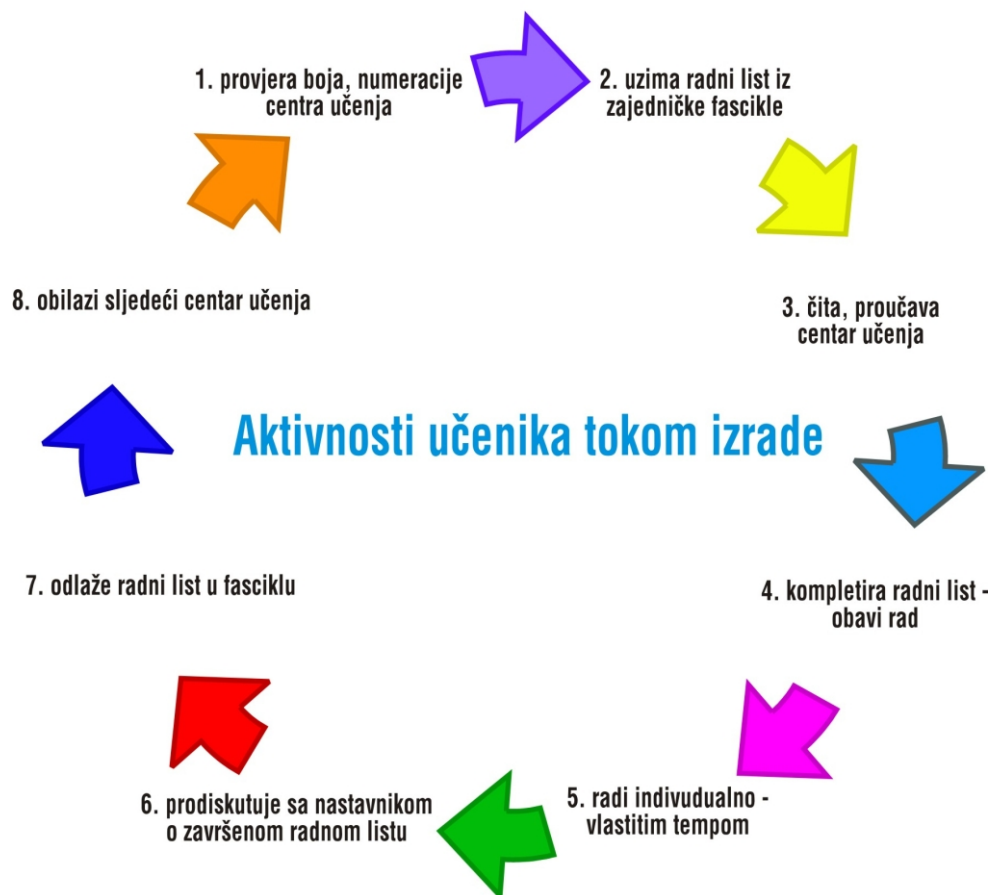 1. provjera boja, numeracije
centra učenja
2. uzima radni list iz
zajedničke fascikle
3. čita, proučava
centar učenja
4. kompletira radni list -
obavi rad
5. radi indivudualno -
vlastitim tempom
6. prodiskutuje sa nastavnikom
o završenom radnom listu
7. odlaže radni list u fasciklu
8. obilazi sljedeći centar učenja
Aktivnosti učenika tokom izrade